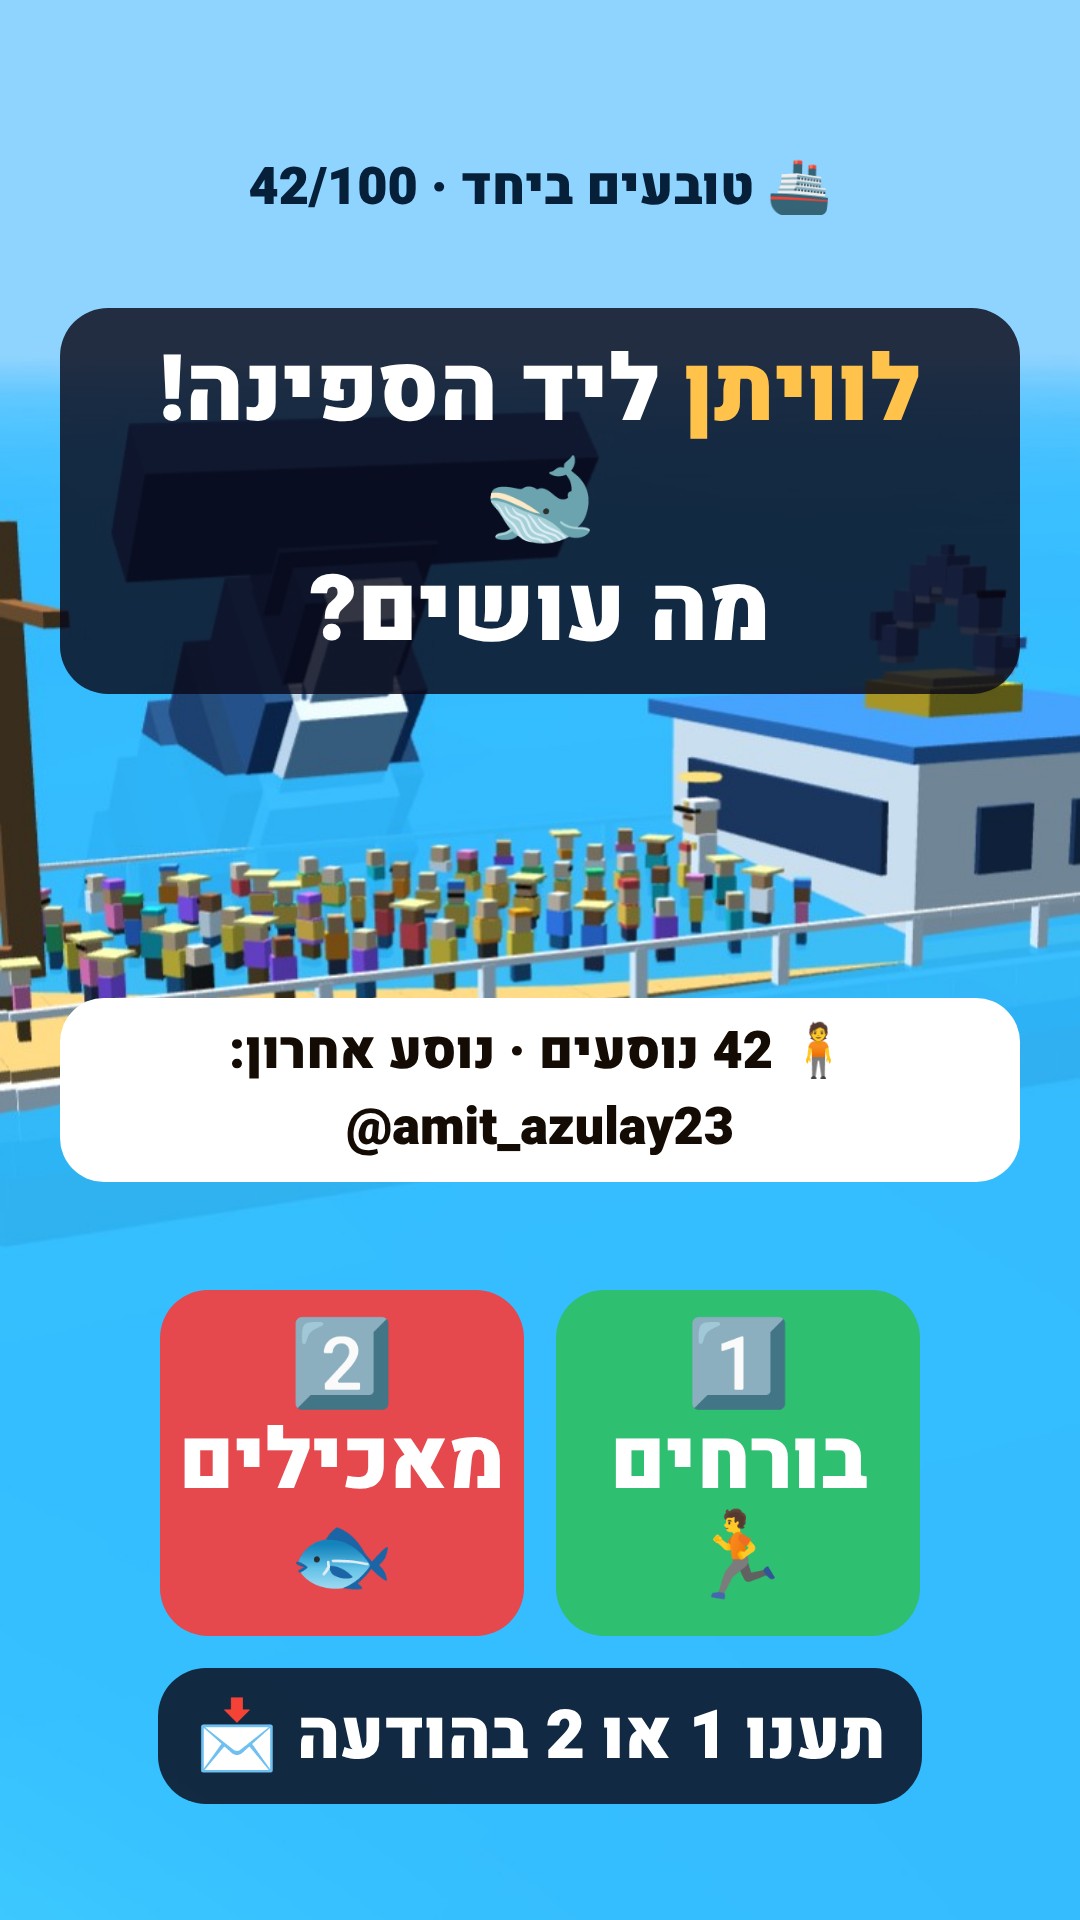 🚢 טובעים ביחד · 42/100
לוויתן ליד הספינה!
🐋
מה עושים?
🧍 42 נוסעים · נוסע אחרון:
@amit_azulay23
1️⃣
בורחים
🏃
2️⃣
מאכילים
🐟
תענו 1 או 2 בהודעה 📩